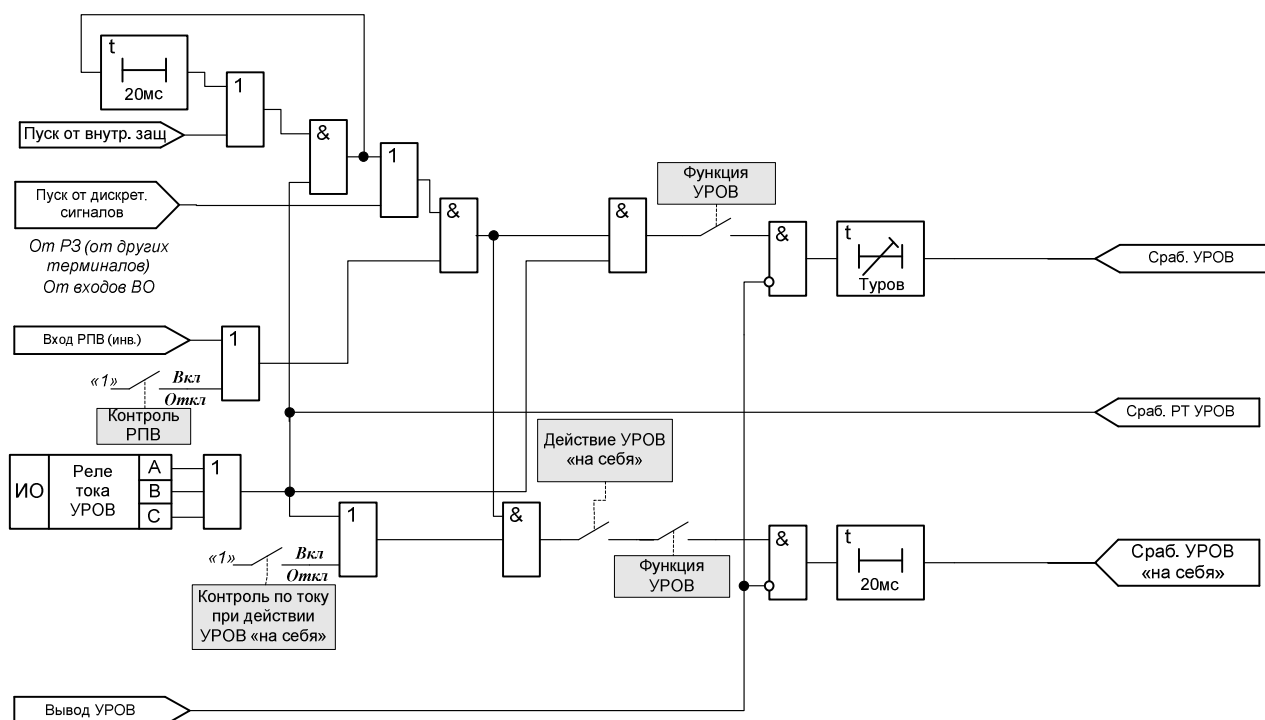 t
20мс
1
Пуск от внутр. защ
&
1
Пуск от дискрет.
сигналов
От РЗ (от других
терминалов)
От входов ВО
&
&
Функция
УРОВ
&
t
Туров
Сраб. УРОВ
Вход РПВ (инв.)
1
«1»
Вкл
Откл
Контроль
РПВ
Сраб. РТ УРОВ
ИО
Реле
тока
УРОВ
A
B
C
1
Действие УРОВ
«на себя»
1
«1»
Вкл
Откл
Контроль по току
при действии
УРОВ «на себя»
&
Функция
УРОВ
&
t
20мс
Сраб. УРОВ
«на себя»
Вывод УРОВ